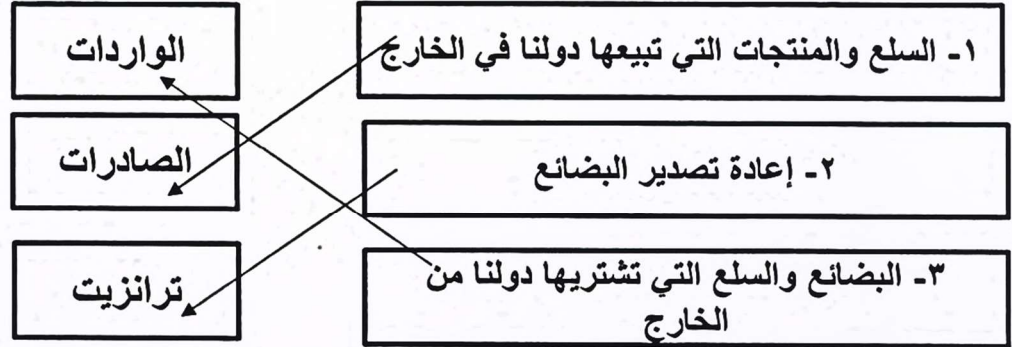 ١- السلع والمنتجات التي تبيعها دولنا في الخارج
الواردات
٢- إعادة تصدير البضائع
الصادرات
٣- البضائع والسلع التي تشتريها دولنا من
الخارج
ترانزيت